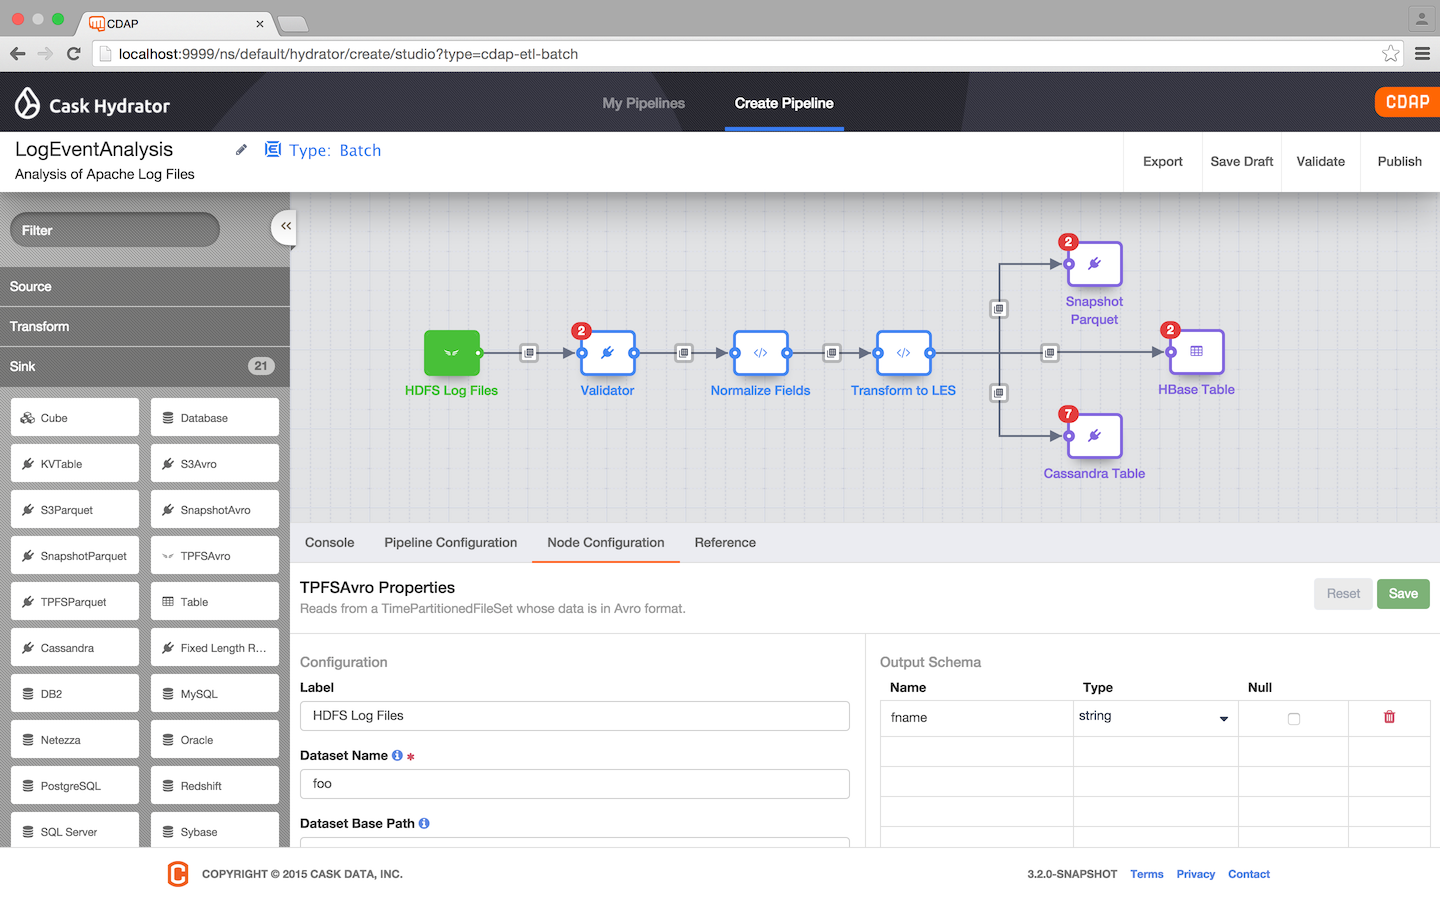 CDAP
localhost:9999/ns/default/hydrator/create/studio?type=cdap-etl-batch
Cask Hydrator
My Pipelines
Create Pipeline
CDAP
LogEventAnalysis
Type: Batch
Analysis of Apache Log Files
Export
Save Draft
Validate
Publish
Filter
Source
Transform
Sink
21
Cube
Database
KVTable
S3Avro
S3Parquet
SnapshotAvro
SnapshotParquet
TPFSAvro
TPFSParquet
Table
Cassandra
Fixed Length R...
DB2
MySQL
Netezza
Oracle
PostgreSQL
Redshift
SQL Server
Sybase
HDFS Log Files
2
Validator
Normalize Fields
Transform to LES
2
Snapshot
Parquet
2
HBase Table
7
Cassandra Table
Console
Pipeline Configuration
Node Configuration
Reference
TPFSAvro Properties
Reads from a TimePartitionedFileSet whose data is in Avro format.
Reset
Save
Configuration
Label
HDFS Log Files
Dataset Name *
foo
Dataset Base Path
Output Schema
Name
Type
Null
fname
string
COPYRIGHT © 2015 CASK DATA, INC.
3.2.0-SNAPSHOT
Terms
Privacy
Contact